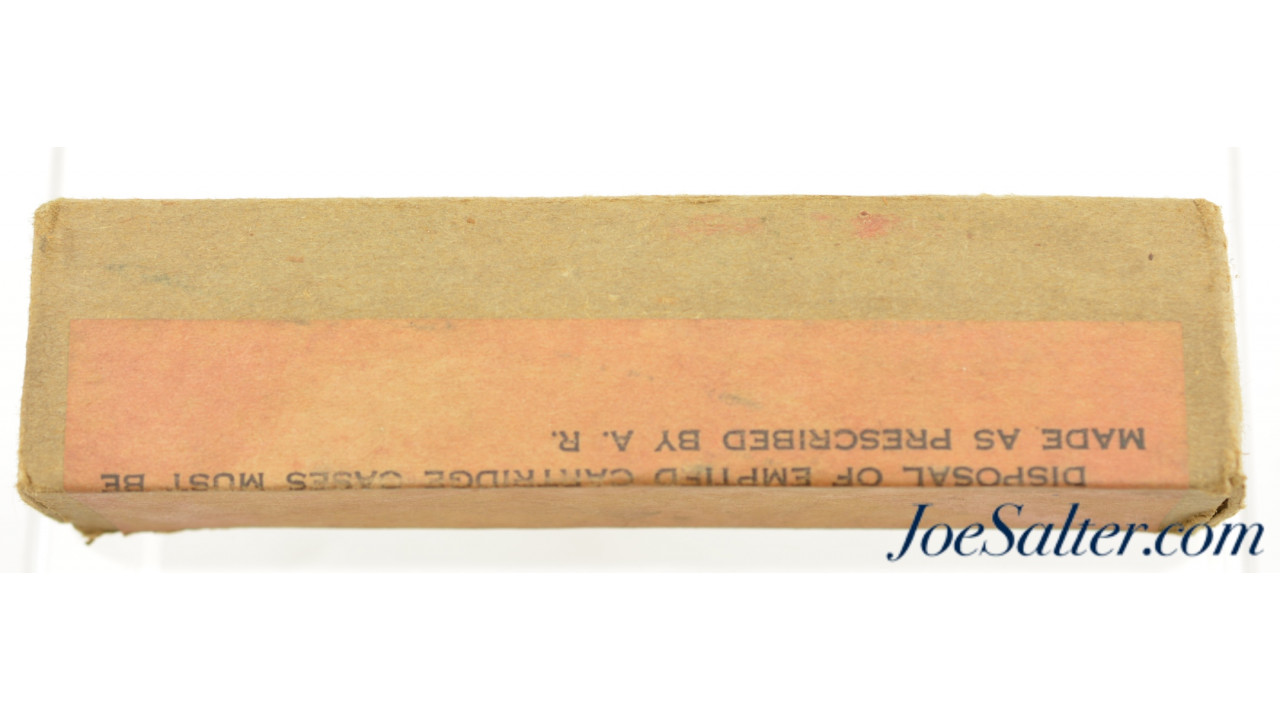 DISPOSAL OF EMPTIED CARTRIDGE CASES MUST BE
MADE AS PRESCRIBED BY A. R.
JoeSalter.com